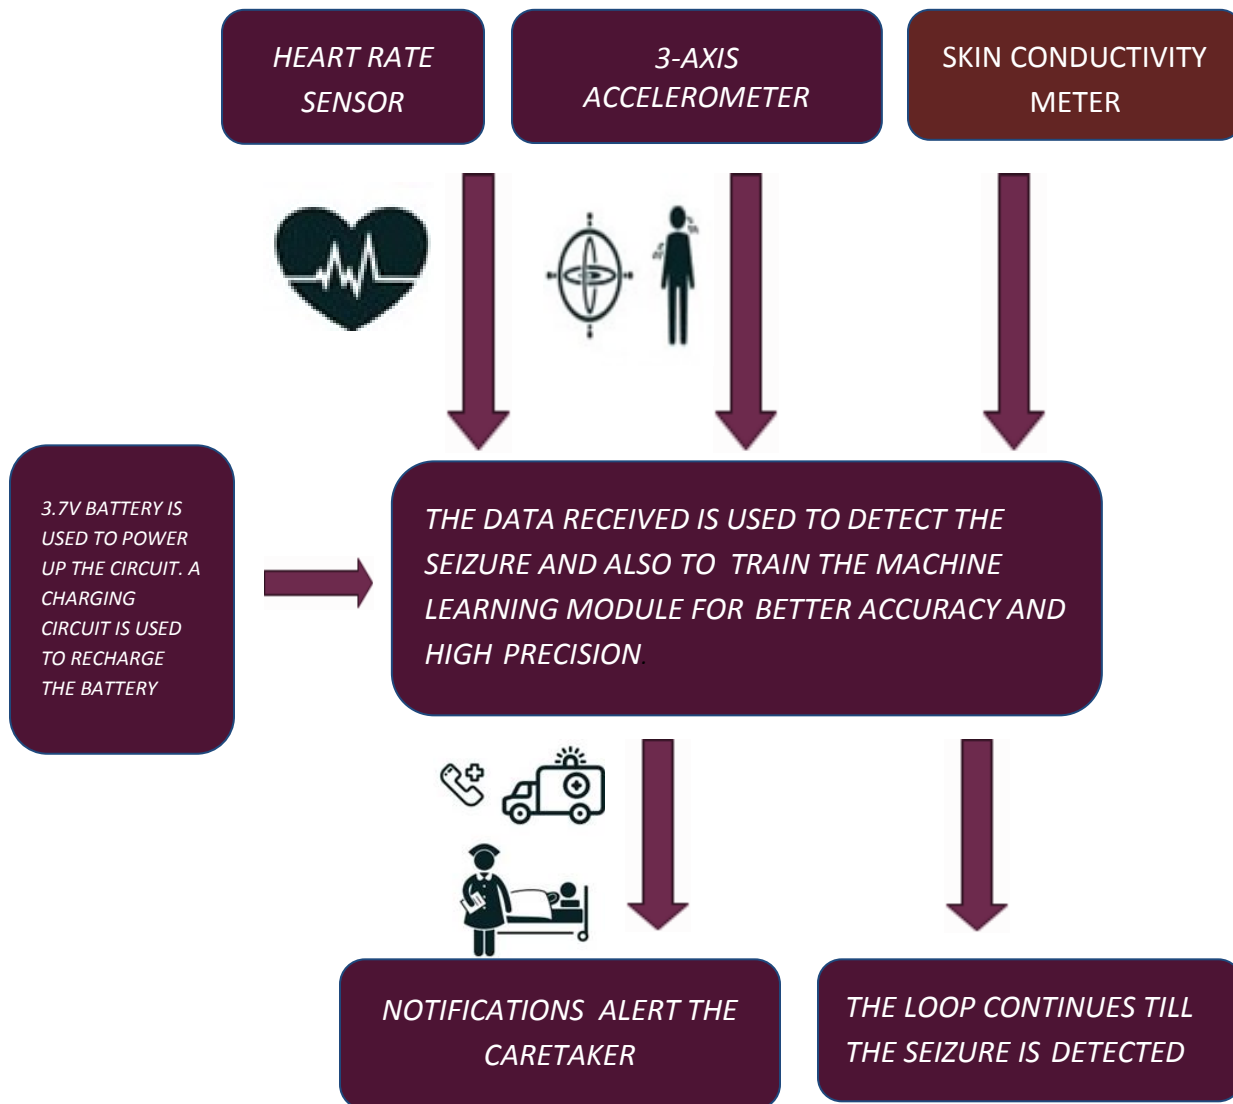 HEART RATE
SENSOR
3-AXIS
ACCELEROMETER
SKIN CONDUCTIVITY
METER
3.7V BATTERY IS
USED TO POWER
UP THE CIRCUIT. A
CHARGING
CIRCUIT IS USED
TO RECHARGE
THE BATTERY
THE DATA RECEIVED IS USED TO DETECT THE
SEIZURE AND ALSO TO TRAIN THE MACHINE
LEARNING MODULE FOR BETTER ACCURACY AND
HIGH PRECISION.
NOTIFICATIONS ALERT THE
CARETAKER
THE LOOP CONTINUES TILL
THE SEIZURE IS DETECTED